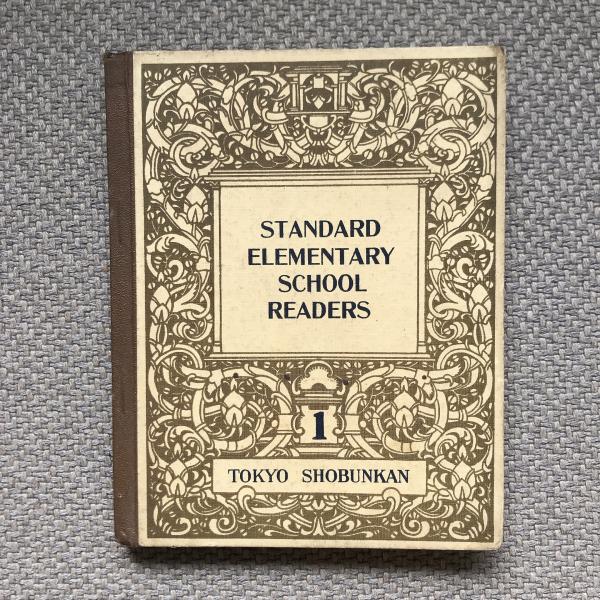 STANDARD
ELEMENTARY
SCHOOL
READERS
1
TOKYO SHOBUNKAN